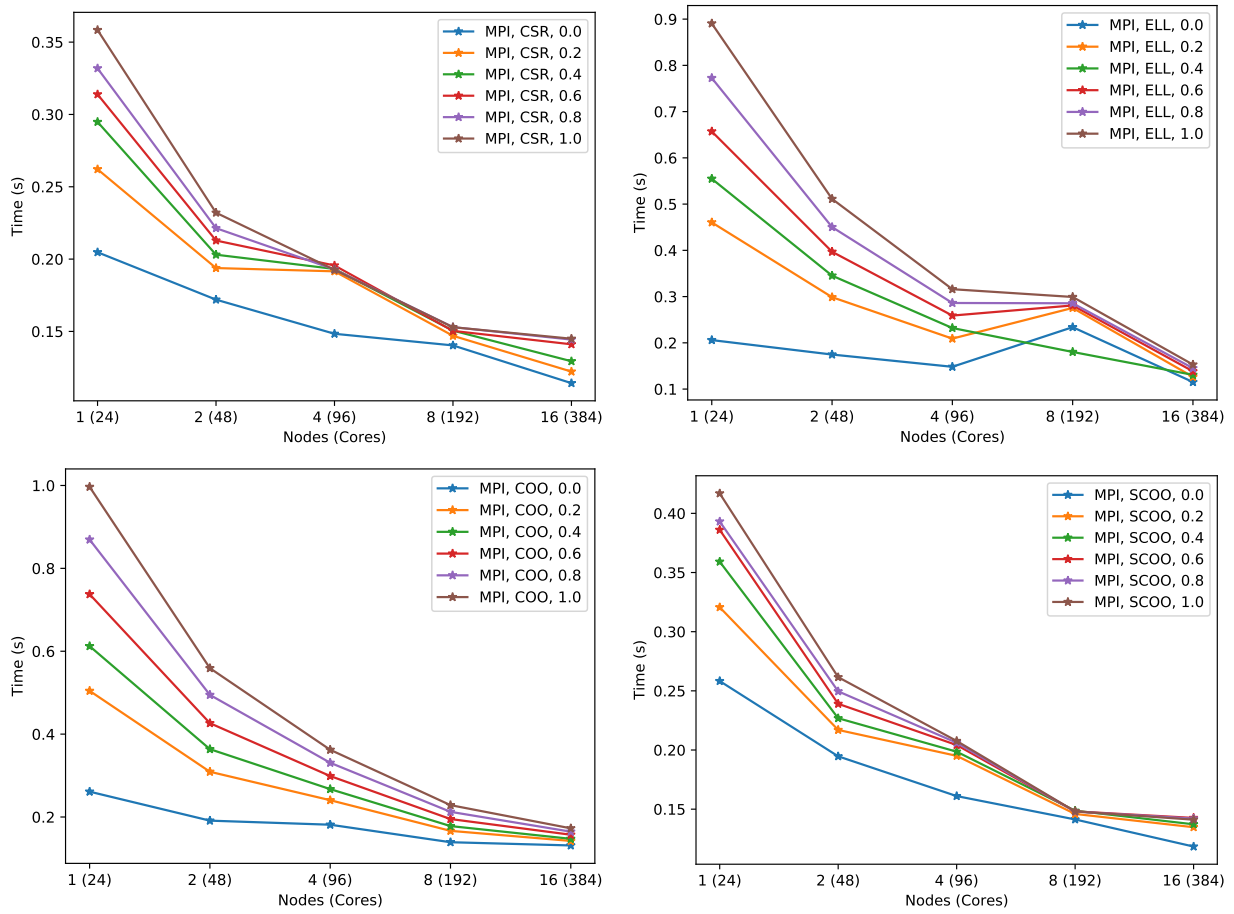 0.35
0.30
0.25
0.20
0.15
Time (s)
1 (24)
2 (48)
4 (96)
8 (192)
16 (384)
Nodes (Cores)
MPI, CSR, 0.0
MPI, CSR, 0.2
MPI, CSR, 0.4
MPI, CSR, 0.6
MPI, CSR, 0.8
MPI, CSR, 1.0
0.9
0.8
0.7
0.6
0.5
0.4
0.3
0.2
0.1
Time (s)
1 (24)
2 (48)
4 (96)
8 (192)
16 (384)
Nodes (Cores)
MPI, ELL, 0.0
MPI, ELL, 0.2
MPI, ELL, 0.4
MPI, ELL, 0.6
MPI, ELL, 0.8
MPI, ELL, 1.0
1.0
0.8
0.6
0.4
0.2
Time (s)
1 (24)
2 (48)
4 (96)
8 (192)
16 (384)
Nodes (Cores)
MPI, COO, 0.0
MPI, COO, 0.2
MPI, COO, 0.4
MPI, COO, 0.6
MPI, COO, 0.8
MPI, COO, 1.0
0.40
0.35
0.30
0.25
0.20
0.15
Time (s)
1 (24)
2 (48)
4 (96)
8 (192)
16 (384)
Nodes (Cores)
MPI, SCOO, 0.0
MPI, SCOO, 0.2
MPI, SCOO, 0.4
MPI, SCOO, 0.6
MPI, SCOO, 0.8
MPI, SCOO, 1.0